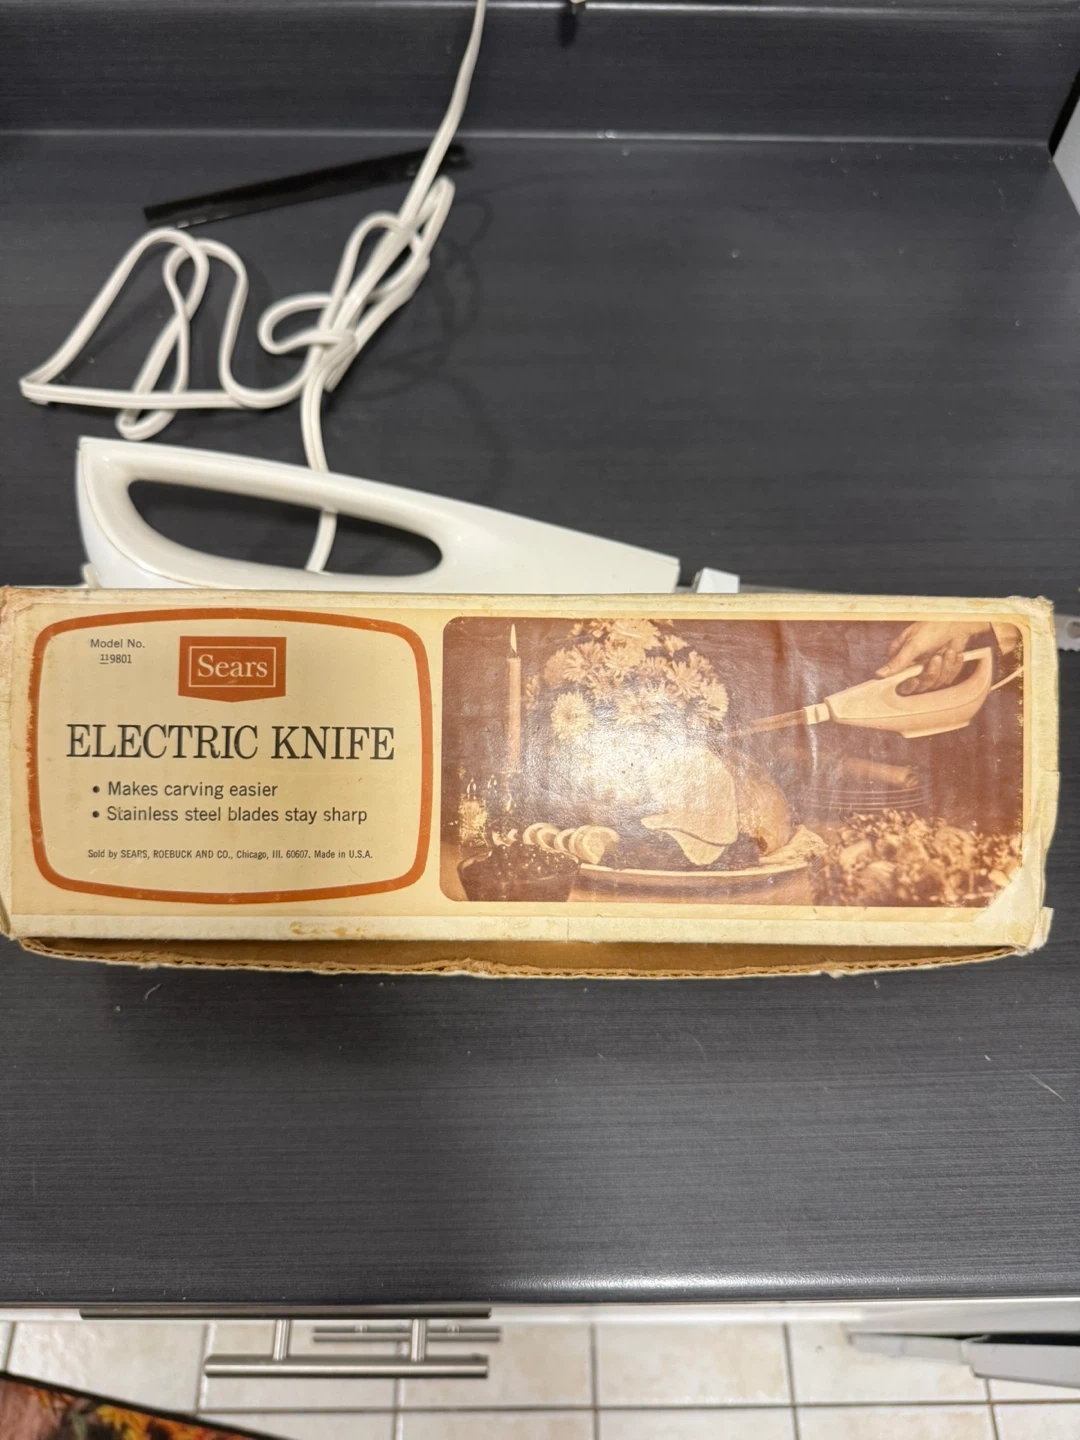 Model No.
119801
Sears
ELECTRIC KNIFE
• Makes carving easier
• Stainless steel blades stay sharp
Sold by SEARS, ROEBUCK AND CO., Chicago, Ill. 60607. Made in U.S.A.